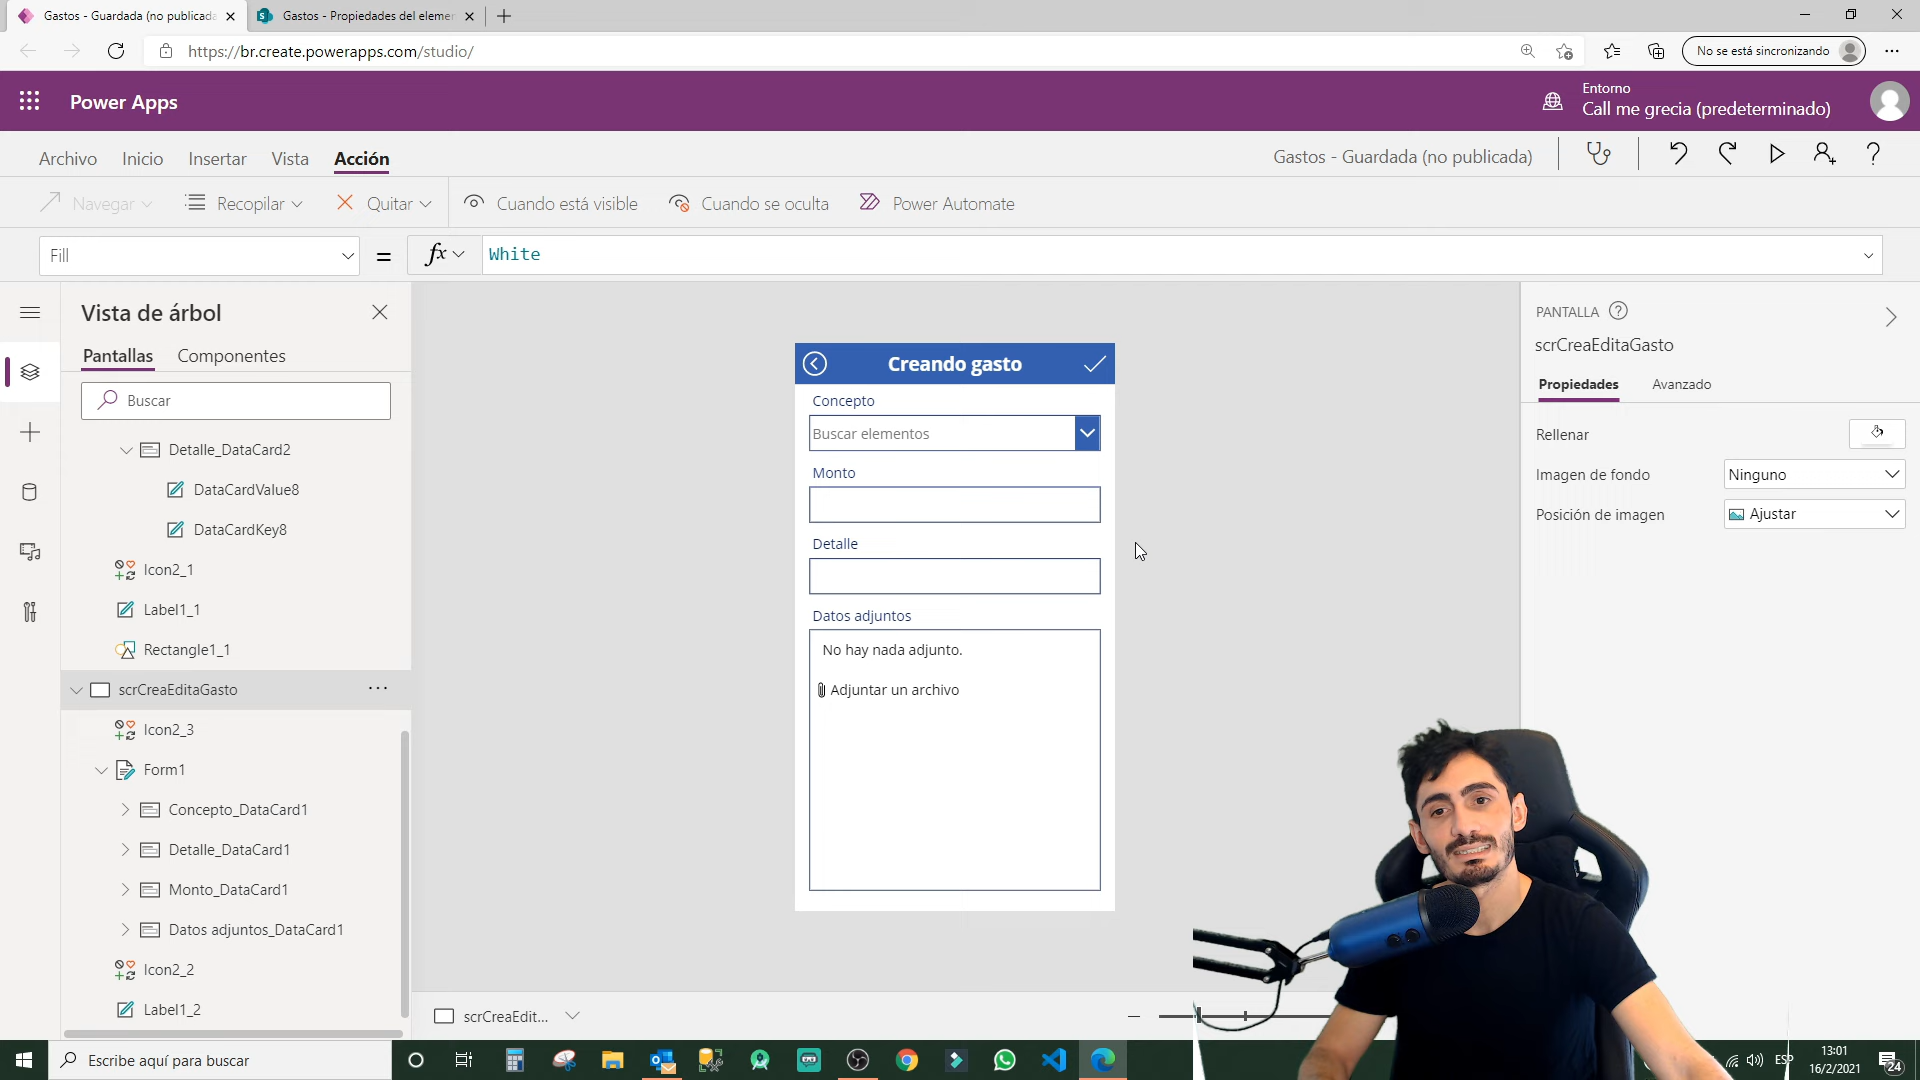 Gastos - Guardada (no publicada
Gastos - Propiedades del elemen
https://br.create.powerapps.com/studio/
No se está sincronizando
Power Apps
Entorno
Call me grecia (predeterminado)
Archivo
Inicio
Insertar
Vista
Acción
Gastos - Guardada (no publicada)
Navegar
Recopilar
Quitar
Cuando está visible
Cuando se oculta
Power Automate
Fill
=
fx
White
Vista de árbol
Pantallas
Componentes
Buscar
Detalle_DataCard2
DataCardValue8
DataCardKey8
Icon2_1
Label1_1
Rectangle1_1
scrCreaEditaGasto
Icon2_3
Form1
Concepto_DataCard1
Detalle_DataCard1
Monto_DataCard1
Datos adjuntos_DataCard1
Icon2_2
Label1_2
Creando gasto
Concepto
Buscar elementos
Monto
Detalle
Datos adjuntos
No hay nada adjunto.
Adjuntar un archivo
scrCreaEdit...
PANTALLA
scrCreaEditaGasto
Propiedades
Avanzado
Rellenar
Imagen de fondo
Ninguno
Posición de imagen
Ajustar
Escribe aquí para buscar
ESP
13:01
16/2/2021
24